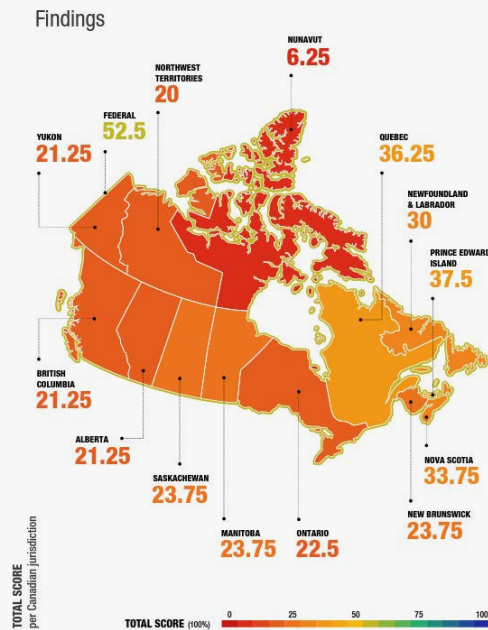 Findings
NUNAVUT
6.25
NORTHWEST
TERRITORIES
20
FEDERAL
52.5
YUKON
21.25
QUEBEC
36.25
NEWFOUNDLAND
& LABRADOR
30
PRINCE EDWARD
ISLAND
37.5
BRITISH
COLUMBIA
21.25
ALBERTA
21.25
SASKACHEWAN
23.75
MANITOBA
23.75
ONTARIO
22.5
NOVA SCOTIA
33.75
NEW BRUNSWICK
23.75
TOTAL SCORE
per Canadian jurisdiction
TOTAL SCORE (100%)
0 25 50 75 100